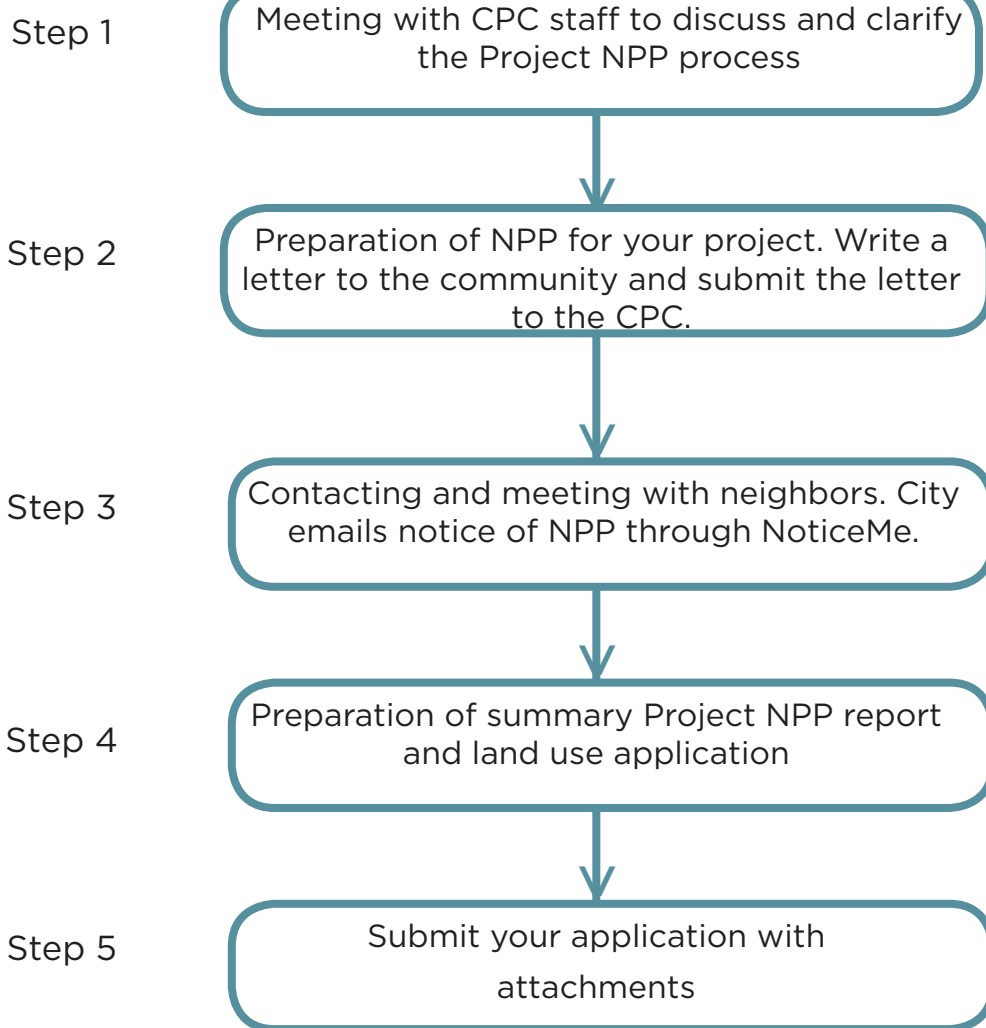 Step 1
Meeting with CPC staff to discuss and clarify
the Project NPP process
Step 2
Preparation of NPP for your project. Write a
letter to the community and submit the letter
to the CPC.
Step 3
Contacting and meeting with neighbors. City
emails notice of NPP through NoticeMe.
Step 4
Preparation of summary Project NPP report
and land use application
Step 5
Submit your application with
attachments